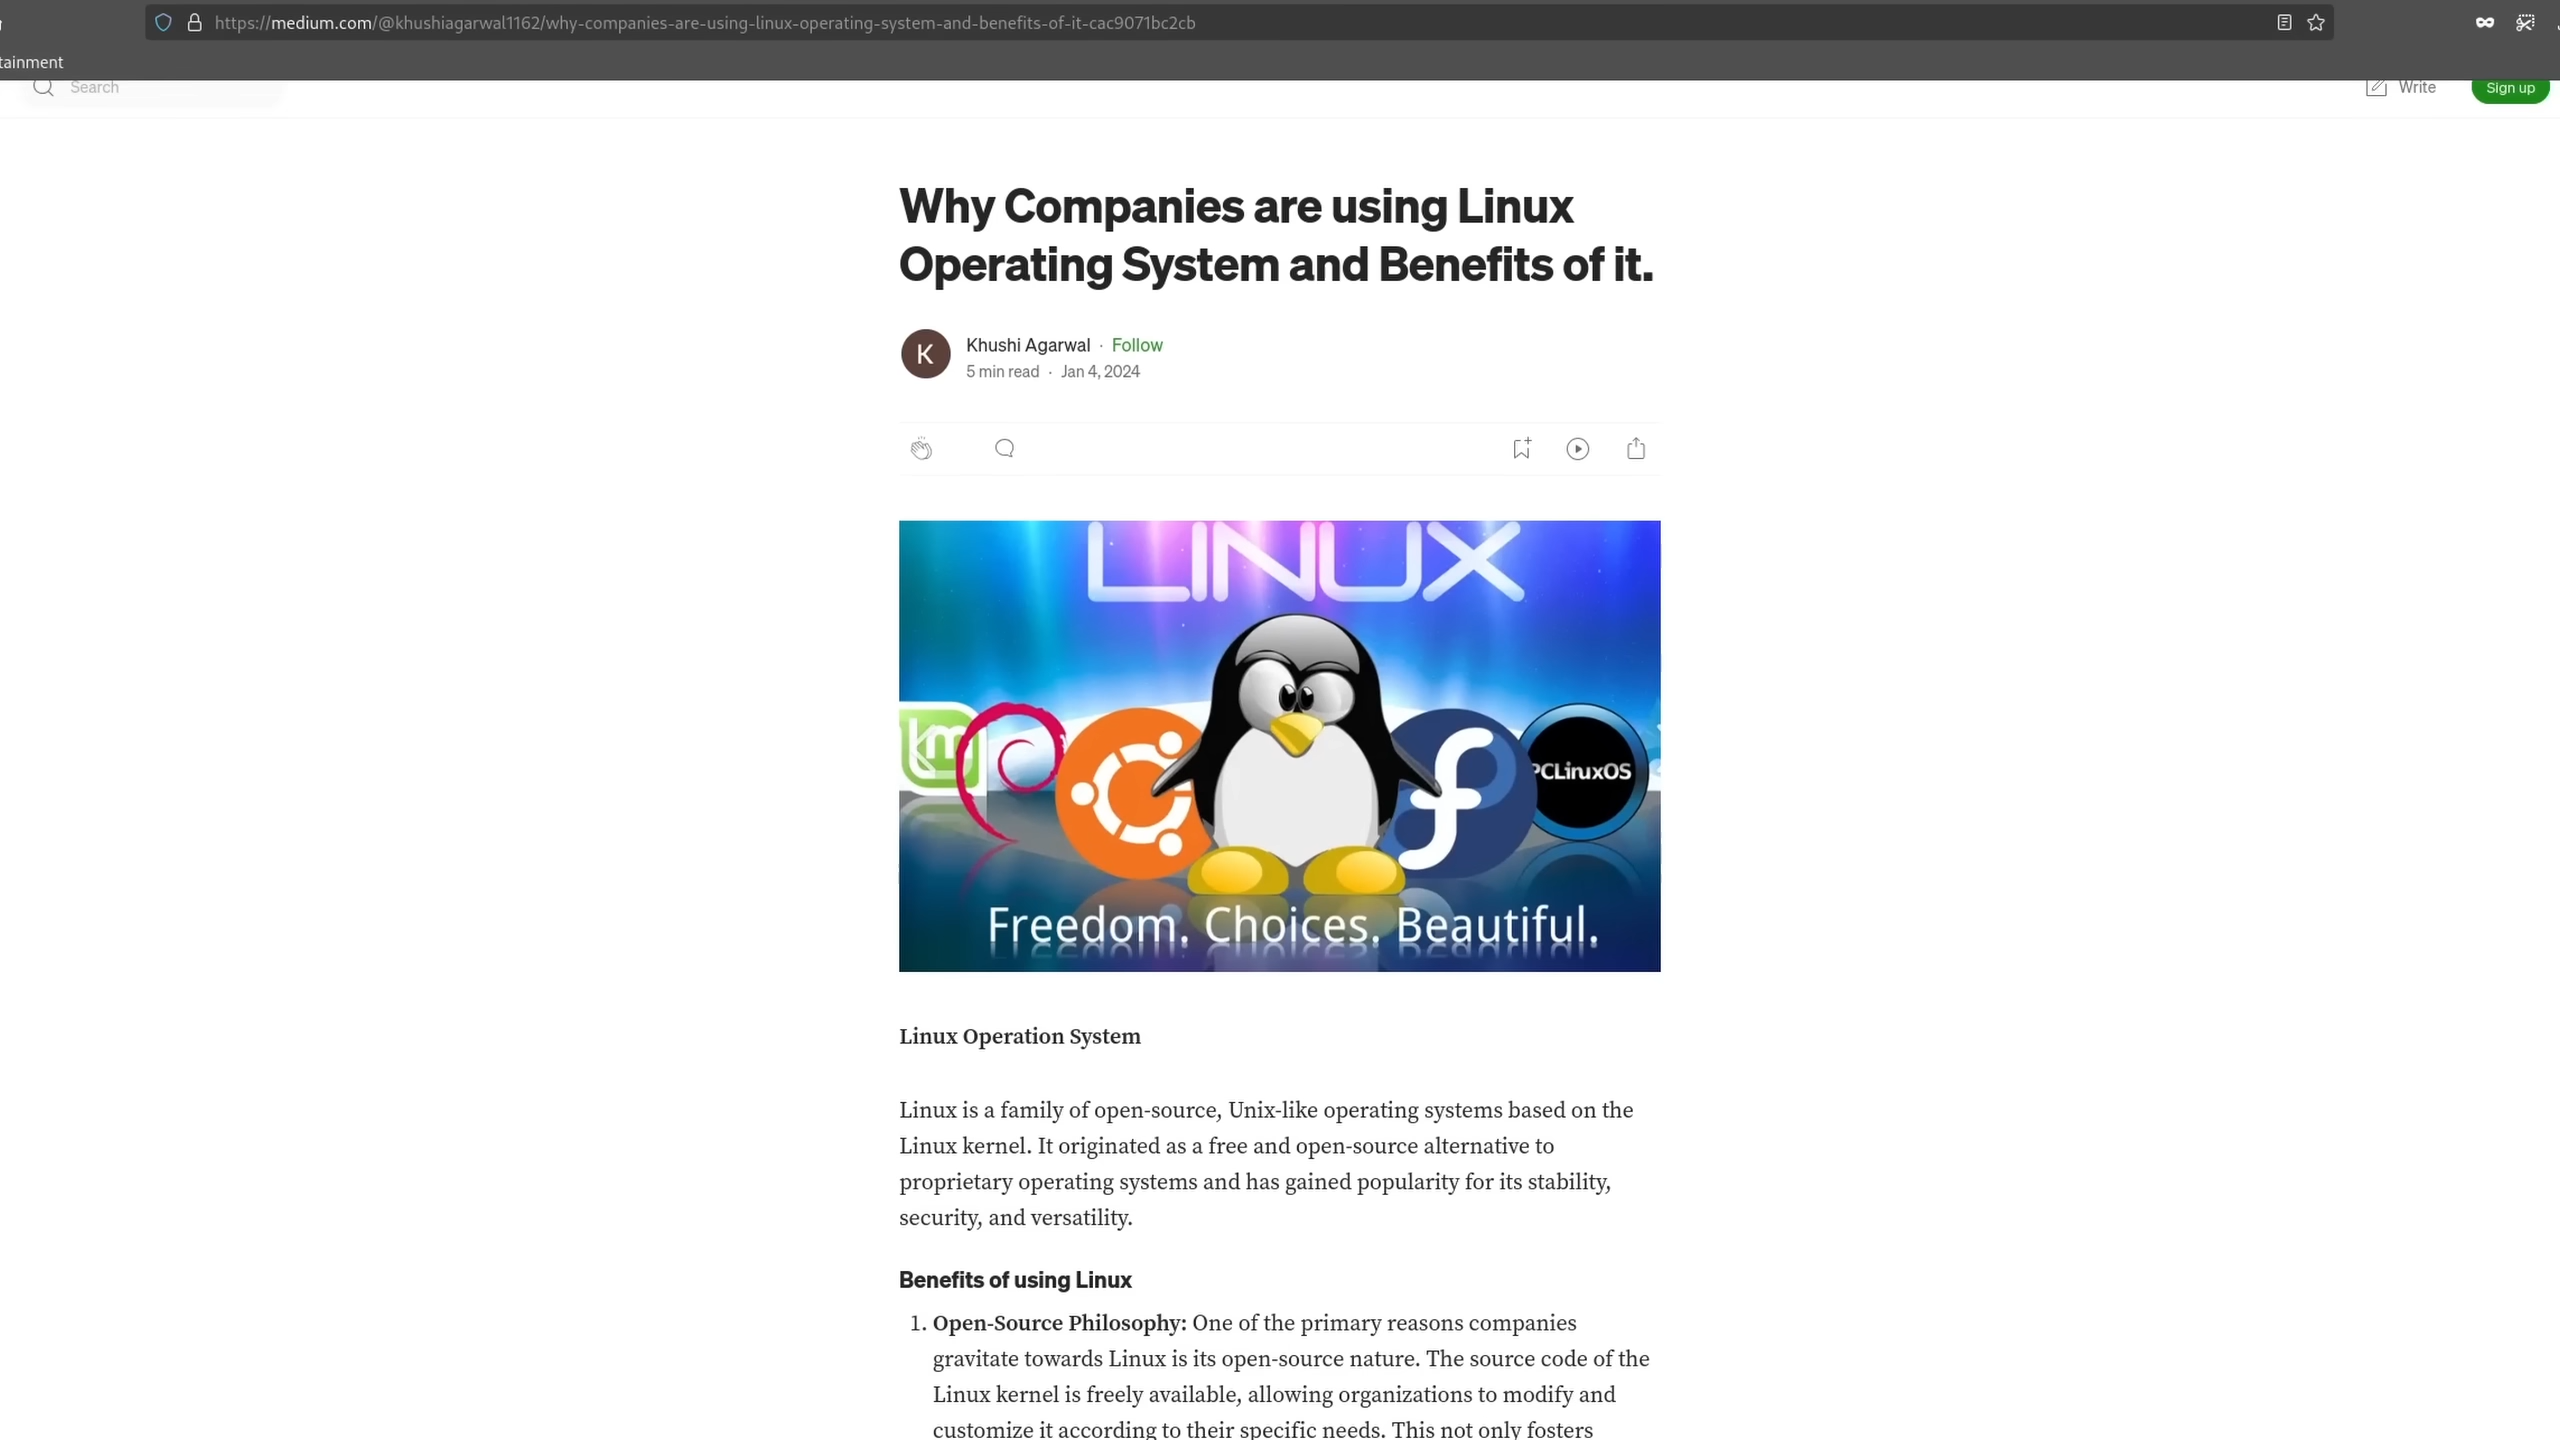 https://medium.com/@khushiagarwal1162/why-companies-are-using-linux-operating-system-and-benefits-of-it-cac9071bc2cb
tainment
Search
Write
Sign up
Why Companies are using Linux
Operating System and Benefits of it.
K
Khushi Agarwal · Follow
5 min read · Jan 4, 2024
LINUX
lm
PCLinuxOS
Freedom. Choices. Beautiful.
Linux Operation System
Linux is a family of open-source, Unix-like operating systems based on the
Linux kernel. It originated as a free and open-source alternative to
proprietary operating systems and has gained popularity for its stability,
security, and versatility.
Benefits of using Linux
1. Open-Source Philosophy: One of the primary reasons companies
gravitate towards Linux is its open-source nature. The source code of the
Linux kernel is freely available, allowing organizations to modify and
customize it according to their specific needs. This not only fosters